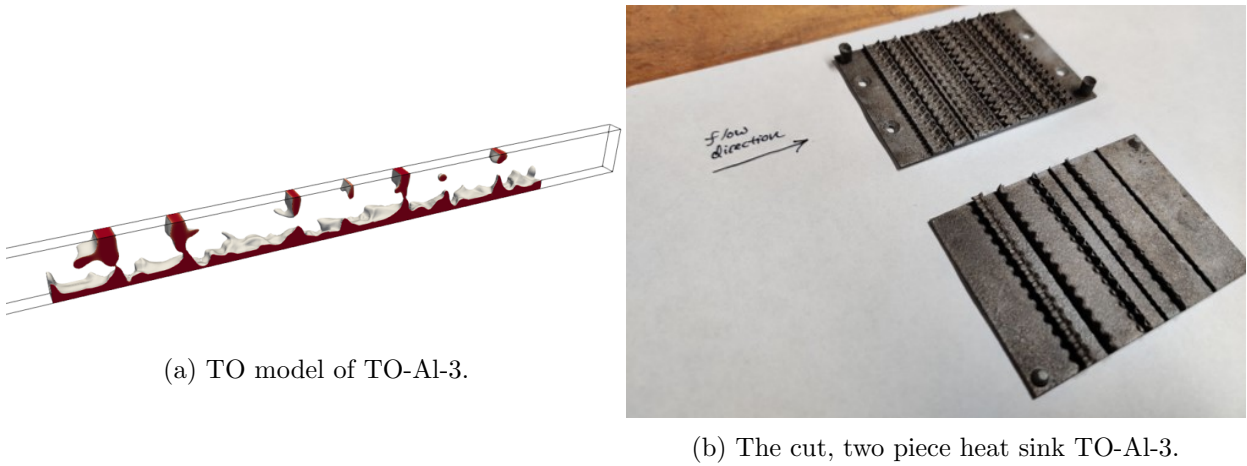 flow
direction
(a) TO model of TO-Al-3.
(b) The cut, two piece heat sink TO-Al-3.